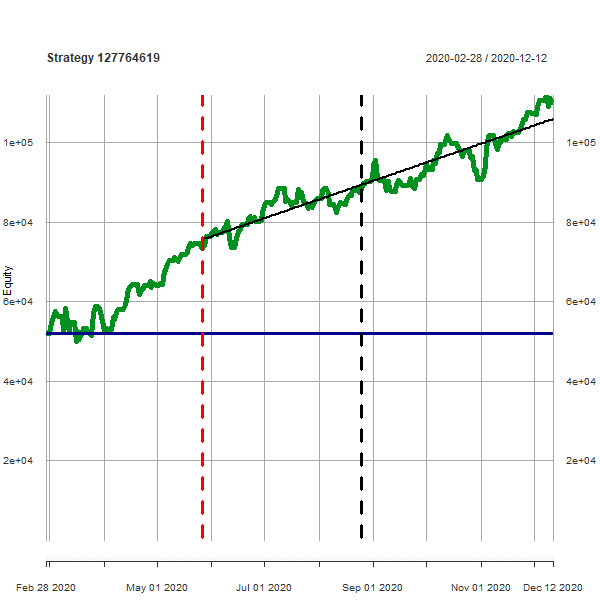 Strategy 127764619
2020-02-28 / 2020-12-12
1e+05
1e+05
8e+04
8e+04
Equity
6e+04
6e+04
4e+04
4e+04
2e+04
2e+04
Feb 28 2020
May 01 2020
Jul 01 2020
Sep 01 2020
Nov 01 2020
Dec 12 2020